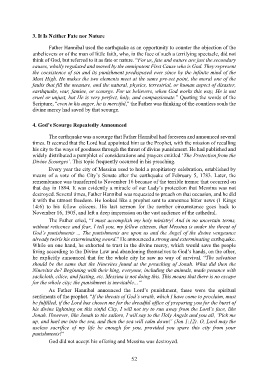 3. It Is Neither Fate nor Nature
Father Hannibal used the earthquake as an opportunity to counter the objection of the
unbelievers or of the man of little faith, who, in the face of such a terrifying spectacle, did not
think of God, but referred to it as fate or nature. "For us, fate and nature are just the secondary
causes, wholly regulated and moved by the omnipotent First Cause who is God. They represent
the coexistence of sin and its punishment predisposed ever since by the infinite mind of the
Most High. He makes the two elements meet at the same pre-set point, the moral one of the
faults that fill the measure, and the natural, physic, terrestrial, or human aspect of disaster,
earthquake, war, famine, or scourge. For us believers, when God works this way, He is not
cruel or unjust, but He is very perfect, holy, and compassionate." Quoting the words of the
Scripture, "even in his anger, he is merciful," the Father was thinking of the countless souls the
divine mercy had saved by that scourge.
4. God's Scourge Repeatedly Announced
The earthquake was a scourge that Father Hannibal had foreseen and announced several
times. It seemed that the Lord had appointed him as the Prophet, with the mission of recalling
his city to the ways of goodness through the threat of divine punishment. He had published and
widely distributed a pamphlet of considerations and prayers entitled 'The Protection from the
Divine Scourges'. This topic frequently occurred in his preaching.
Every year the city of Messina used to hold a propitiatory celebration, established by
means of a vote of the City's Senate after the earthquake of February 5, 1783. Later, the
remembrance was transferred to November 16 because of the terrible tremor that occurred on
that day in 1894. It was evidently a miracle of our Lady's protection that Messina was not
destroyed. Several times, Father Hannibal was requested to preach on that occasion, and he did
it with the utmost freedom. He looked like a prophet sent to announce bitter news (I Kings
14:6) to his fellow citizens. His last sermon for the sombre circumstance goes back to
November 16, 1905, and left a deep impression on the vast audience of the cathedral.
The Father cried, "I must accomplish my holy ministry! And in no uncertain terms,
without reticence and fear, I tell you, my fellow citizens, that Messina is under the threat of
God's punishments ... The punishments are upon us and the Angel of the divine vengeance
already twirls his exterminating sword." He announced a strong and exterminating earthquake.
While on one hand, he exhorted to trust in the divine mercy, which would save the people
living according to the Divine Law and abandoning themselves to God's hands, on the other,
he explicitly announced that for the whole city he saw no way of survival. "The salvation
should be the same that the Ninevites found at the preaching of Jonah. What did then the
Ninevites do? Beginning with their king, everyone, including the animals, made penance with
sackcloth, cilice, and fasting, etc. Messina is not doing this. This means that there is no escape
for the whole city; the punishment is inevitable..."
As Father Hannibal announced the Lord's punishment, these were the spiritual
sentiments of the prophet. "If the threats of God's wrath, which I have come to proclaim, must
be fulfilled, if the Lord has chosen me for the dreadful office of preparing you for the burst of
his divine lightning on this sinful City, I will not try to run away from the Lord's face, like
Jonah. However, like Jonah to the sailors, I will say to the Holy Angels and you all, 'Pick me
up, and hurl me into the sea, and then the sea will calm down' (Jon 1:12). O, Lord may the
useless sacrifice of my life be enough for you, provided you spare this city from your
punishments!"
God did not accept his offering and Messina was destroyed.
52